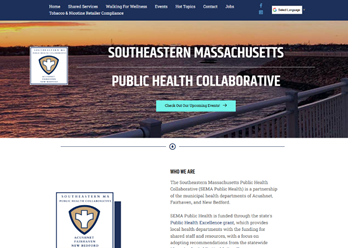 Home Shared Services Walking For Wellness Events Hot Topics Contact Jobs
Tobacco & Nicotine Retailer Compliance
Select Language
SOUTHEASTERN MASSACHUSETTS
PUBLIC HEALTH COLLABORATIVE
Check Out Our Upcoming Events!
WHO WE ARE
The Southeastern Massachusetts Public Health
Collaborative (SEMA Public Health) is a partnership
of the municipal health departments of Acushnet,
Fairhaven, and New Bedford.
SEMA Public Health is funded through the state's
Public Health Excellence grant, which provides
local health departments with the funding for
shared staff and resources, with a focus on
adopting recommendations from the statewide
SOUTHEASTERN MA
PUBLIC HEALTH COLLABORATIVE
ACUSHNET
FAIRHAVEN
NEW BEDFORD